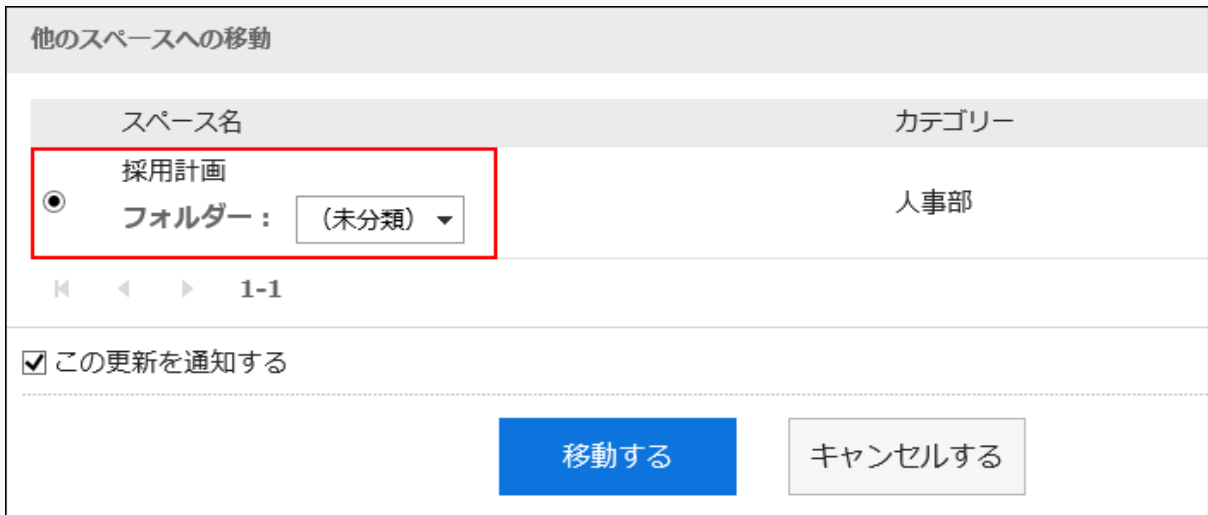 他のスペースへの移動
スペース名 カテゴリー
採用計画
フォルダー： （未分類） 人事部
1-1
この更新を通知する
移動する キャンセルする